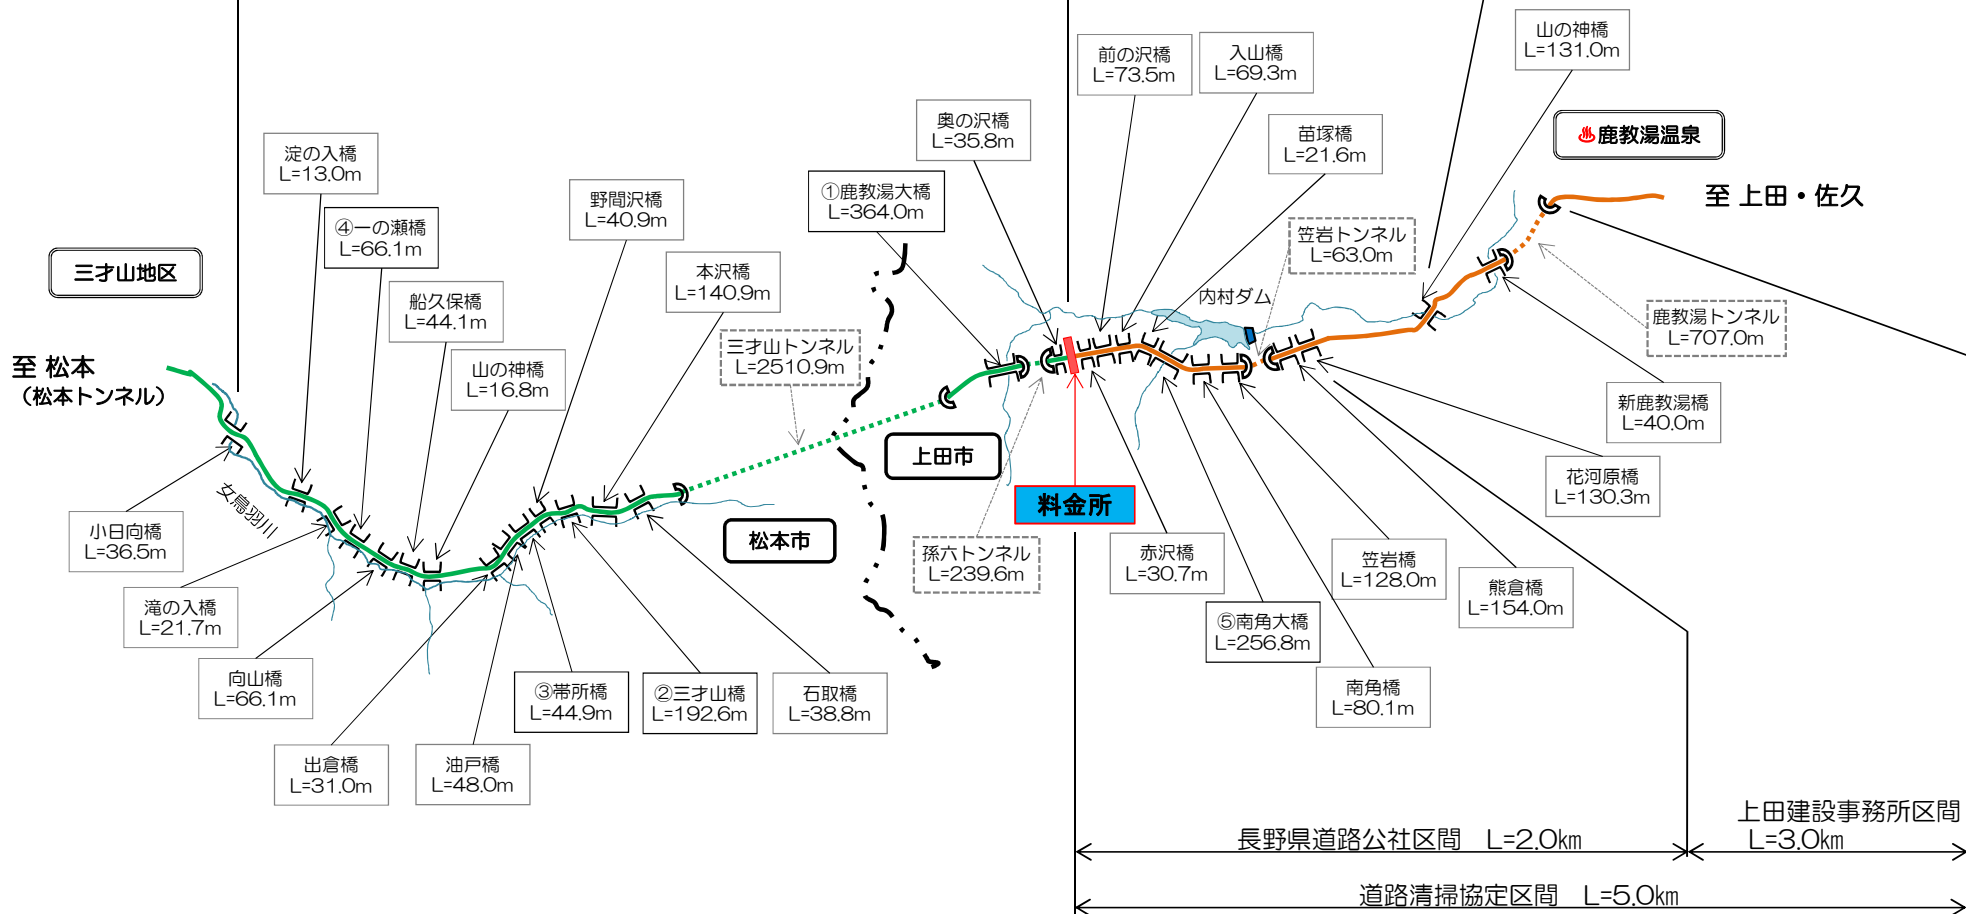 山の神橋
L=131.0m
前の沢橋
L=73.5m
入山橋
L=69.3m
奥の沢橋
L=35.8m
苗塚橋
L=21.6m
♨鹿教湯温泉
至 上田・佐久
淀の入橋
L=13.0m
④一の瀬橋
L=66.1m
野間沢橋
L=40.9m
①鹿教湯大橋
L=364.0m
笠岩トンネル
L=63.0m
三才山地区
船久保橋
L=44.1m
本沢橋
L=140.9m
内村ダム
鹿教湯トンネル
L=707.0m
至 松本
（松本トンネル）
山の神橋
L=16.8m
三才山トンネル
L=2510.9m
新鹿教湯橋
L=40.0m
上田市
花河原橋
L=130.3m
女鳥羽川
料金所
小日向橋
L=36.5m
松本市
孫六トンネル
L=239.6m
赤沢橋
L=30.7m
笠岩橋
L=128.0m
熊倉橋
L=154.0m
滝の入橋
L=21.7m
⑤南角大橋
L=256.8m
向山橋
L=66.1m
③帯所橋
L=44.9m
②三才山橋
L=192.6m
石取橋
L=38.8m
南角橋
L=80.1m
出倉橋
L=31.0m
油戸橋
L=48.0m
上田建設事務所区間
L=3.0㎞
長野県道路公社区間 L=2.0㎞
道路清掃協定区間 L=5.0㎞